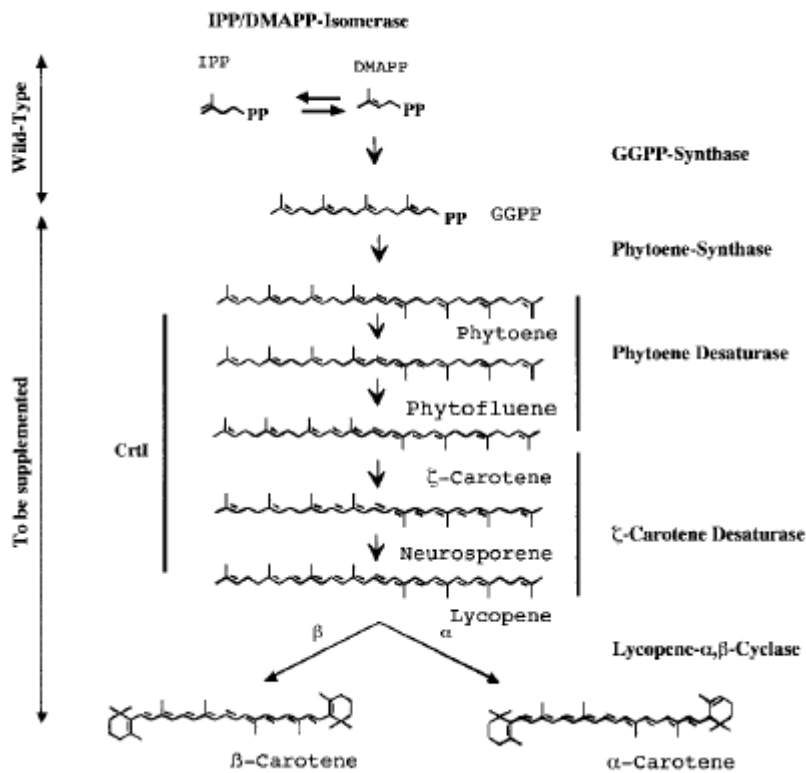 IPP/DMAPP-Isomerase
IPP
DMAPP
PP
PP
Wild-Type
GGPP-Synthase
PP
GGPP
Phytoene-Synthase
Phytoene
Phytoene Desaturase
Phytofluene
CrtI
ζ-Carotene
To be supplemented
ζ-Carotene Desaturase
Neurosporene
Lycopene
β
α
Lycopene-α,β-Cyclase
ß-Carotene
α-Carotene